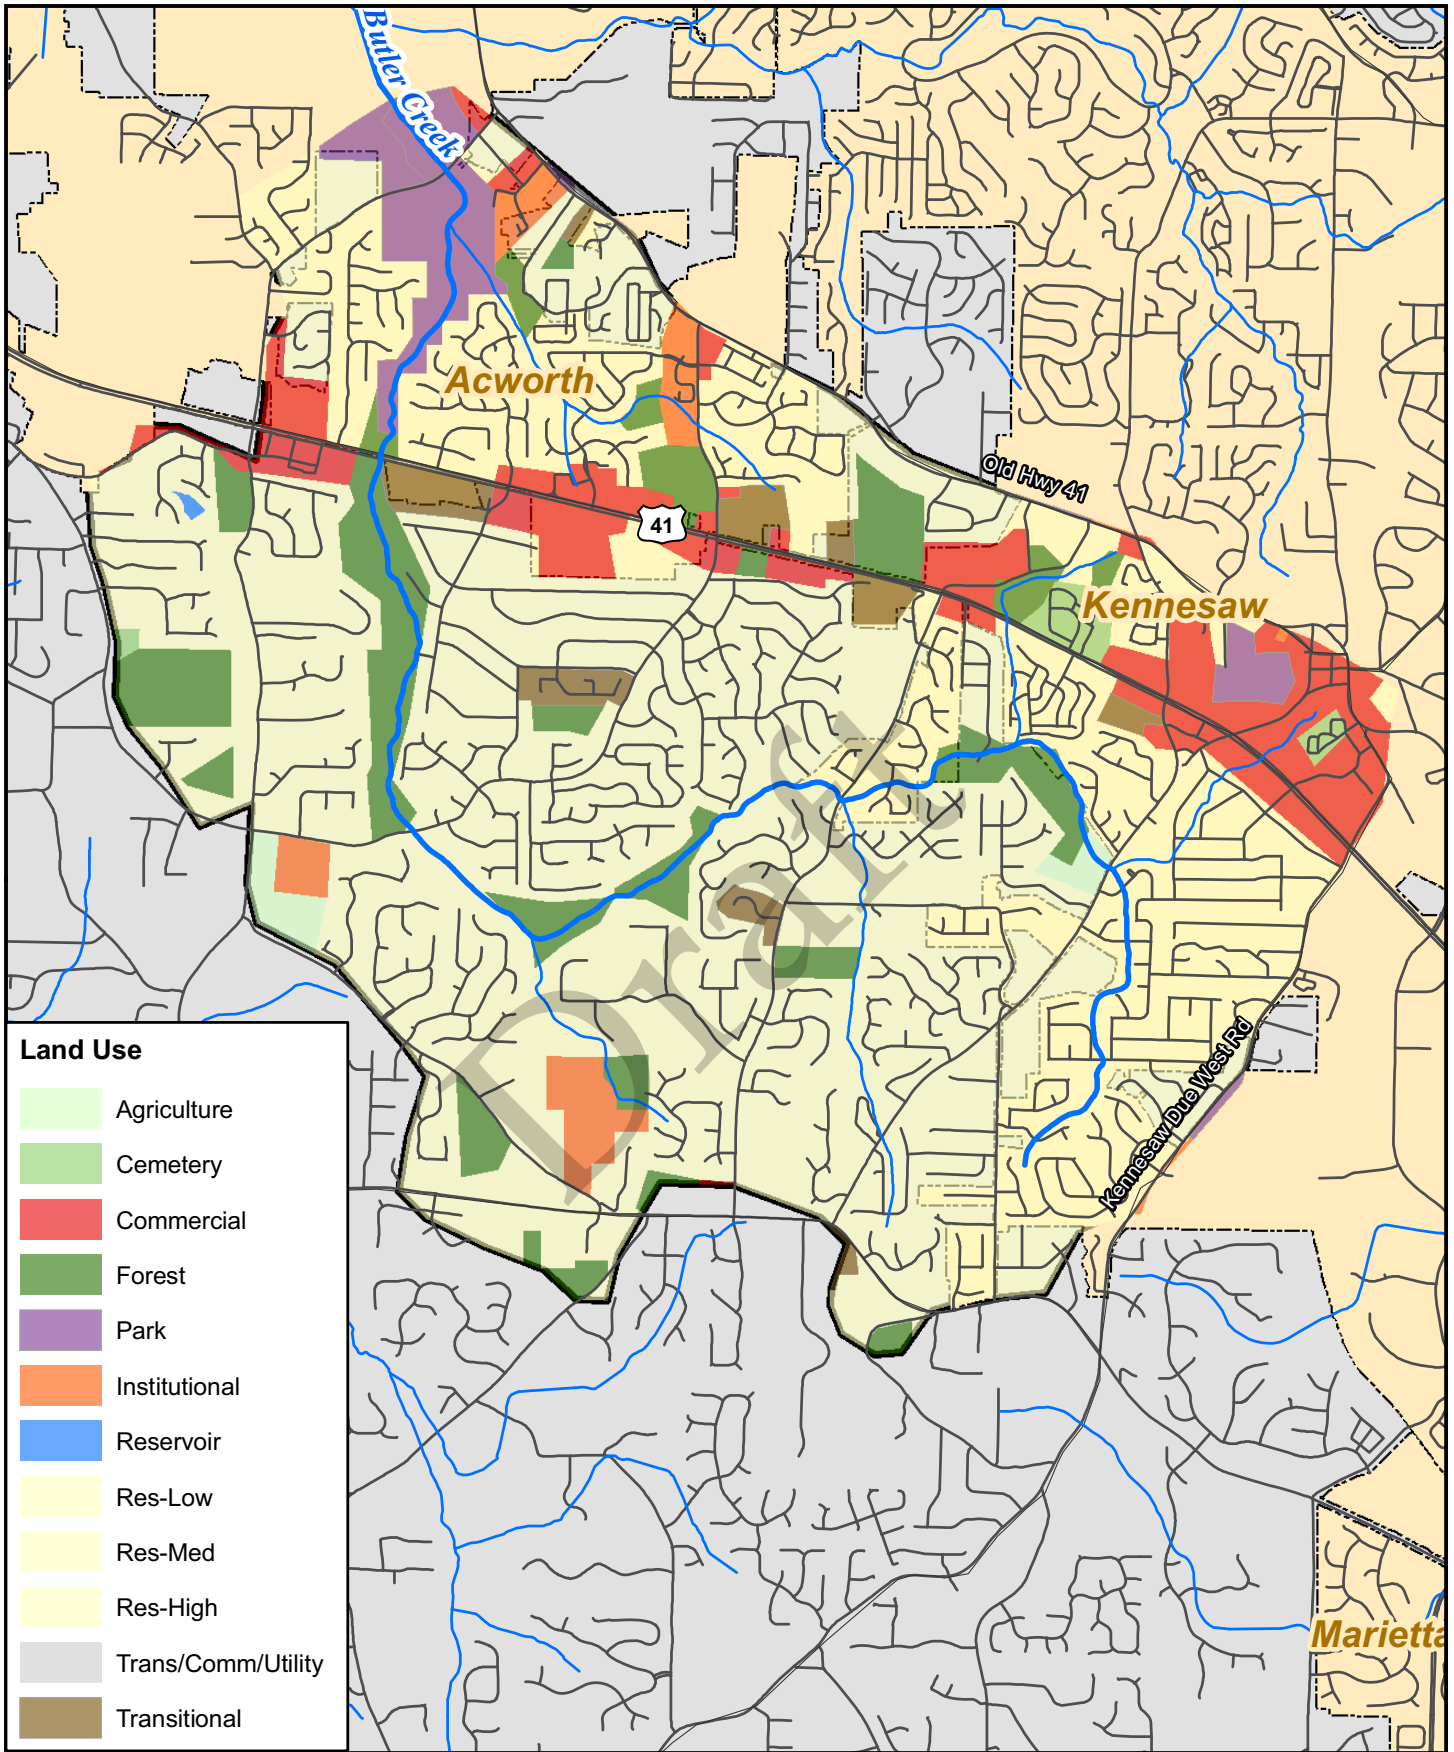 Butler Creek
Acworth
Old Hwy 41
41
Kennesaw
Draft
Kennesaw Due West Rd
Land Use
Agriculture
Cemetery
Commercial
Forest
Park
Institutional
Reservoir
Res-Low
Res-Med
Res-High
Trans/Comm/Utility
Transitional
Marietta